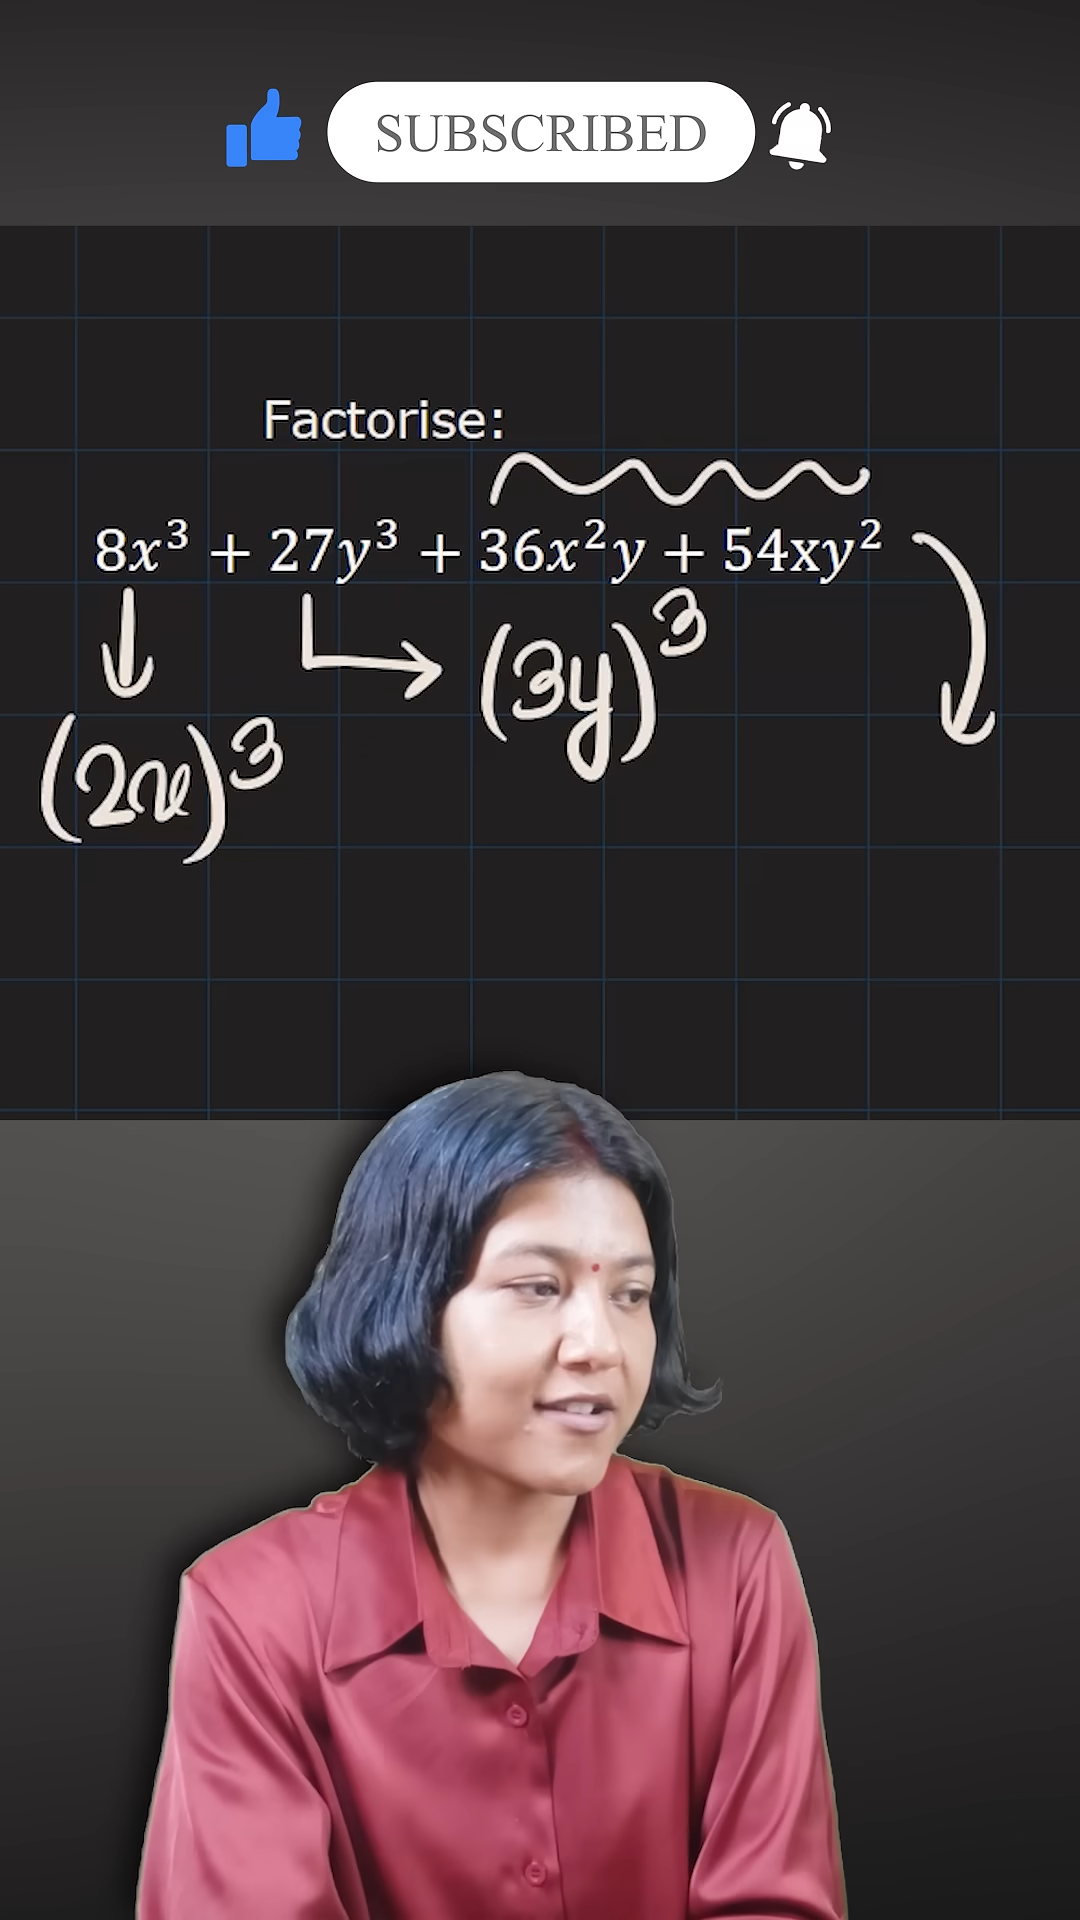 SUBSCRIBED
Factorise:
8x³ + 27y³ + 36x²y + 54xy²
(3y)³
(2x)³